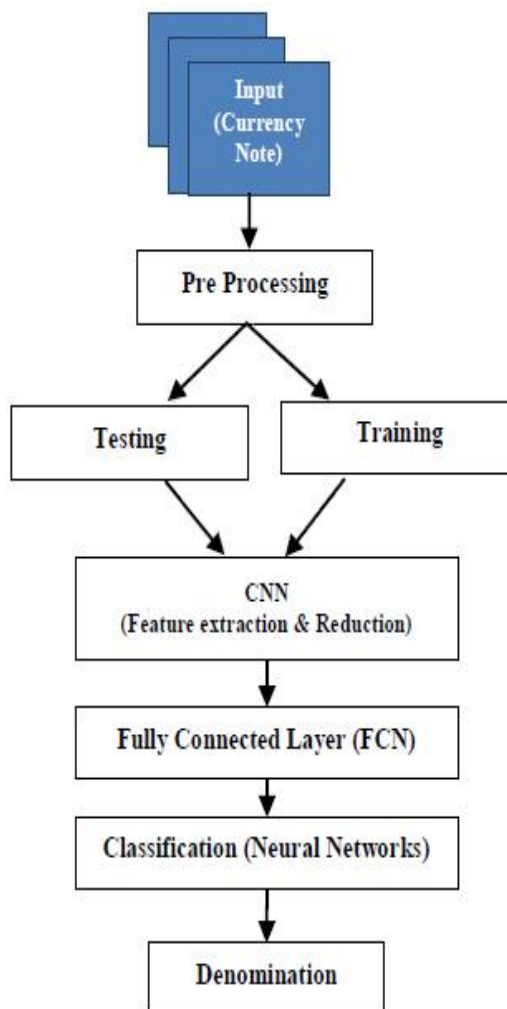 Input
(Currency
Note)
Pre Processing
Testing
Training
CNN
(Feature extraction & Reduction)
Fully Connected Layer (FCN)
Classification (Neural Networks)
Denomination